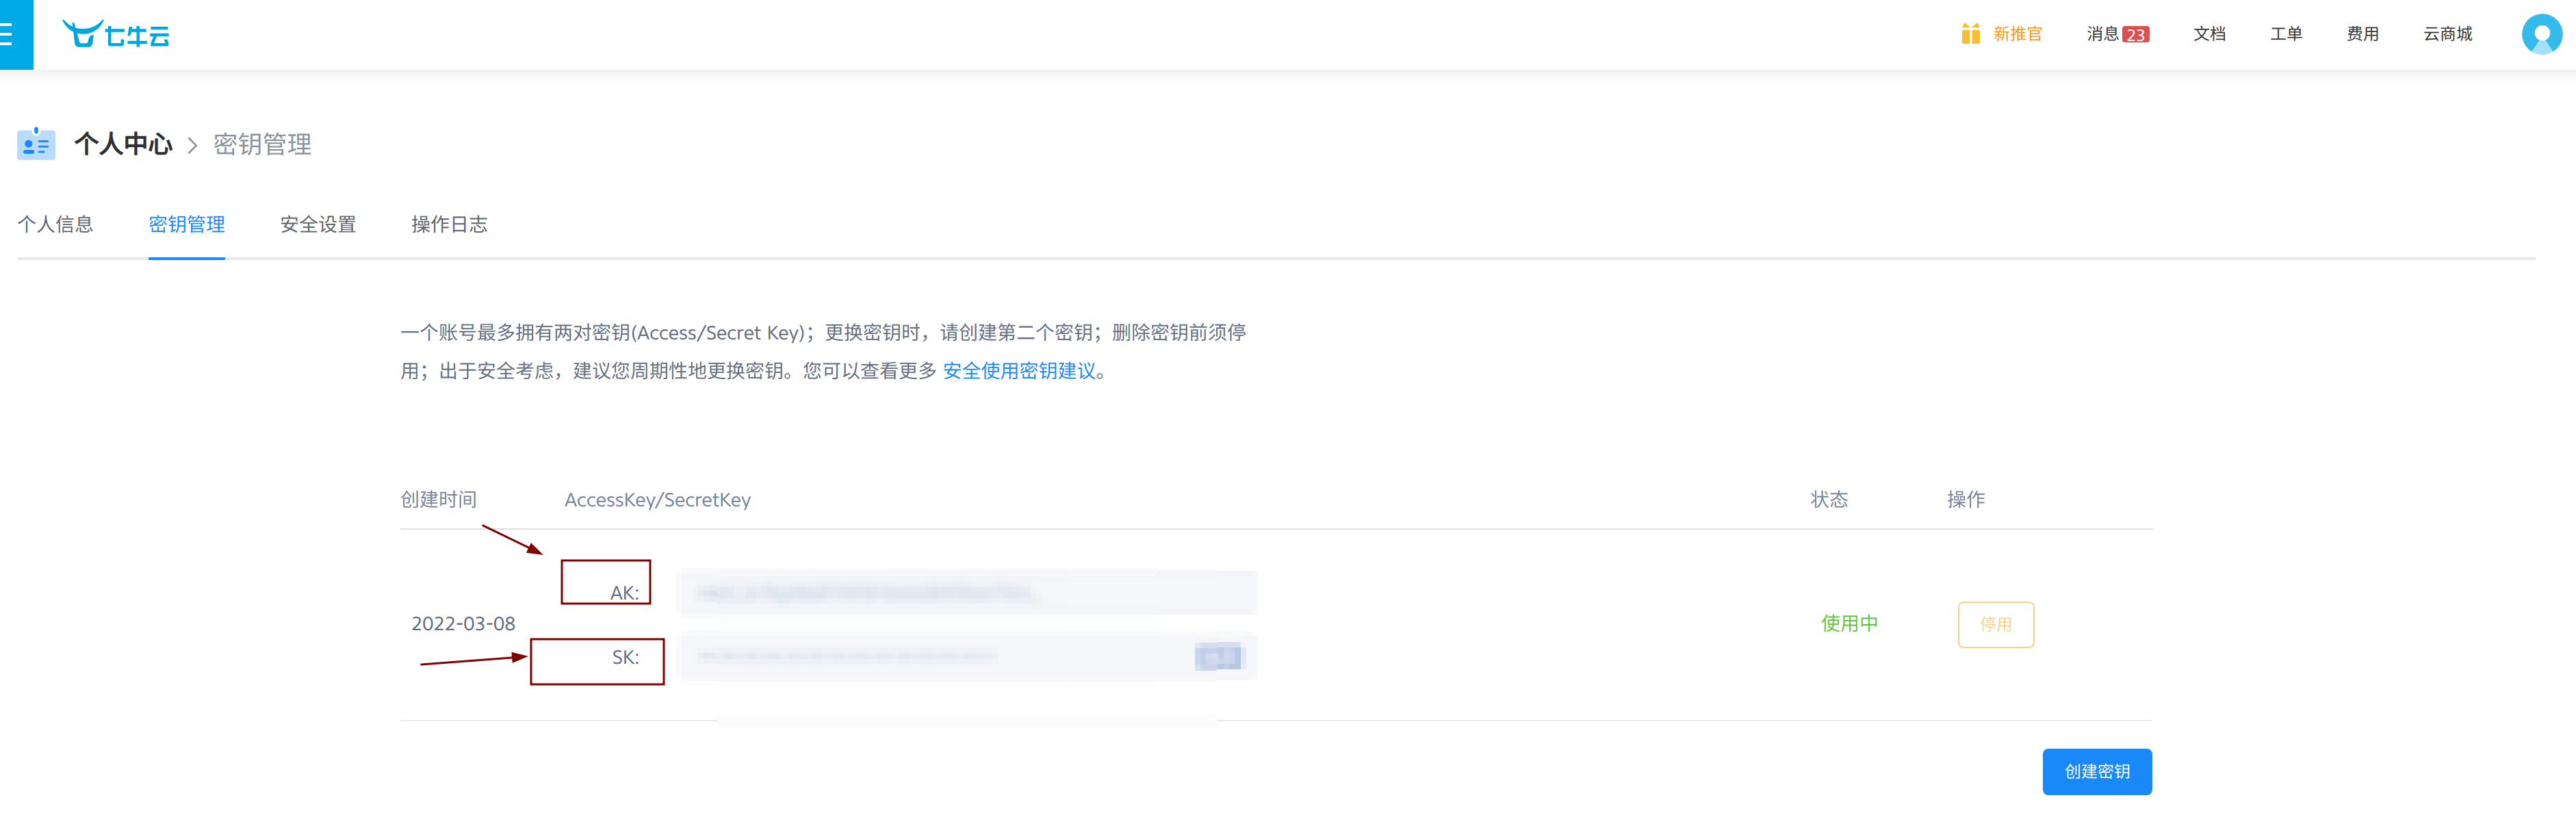 七牛云
新推官 消息 23 文档 工单 费用 云商城
个人中心 > 密钥管理
个人信息 密钥管理 安全设置 操作日志
一个账号最多拥有两对密钥(Access/Secret Key)；更换密钥时，请创建第二个密钥；删除密钥前须停
用；出于安全考虑，建议您周期性地更换密钥。您可以查看更多 安全使用密钥建议。
创建时间 AccessKey/SecretKey 状态 操作
AK:
2022-03-08 使用中 停用
SK:
创建密钥